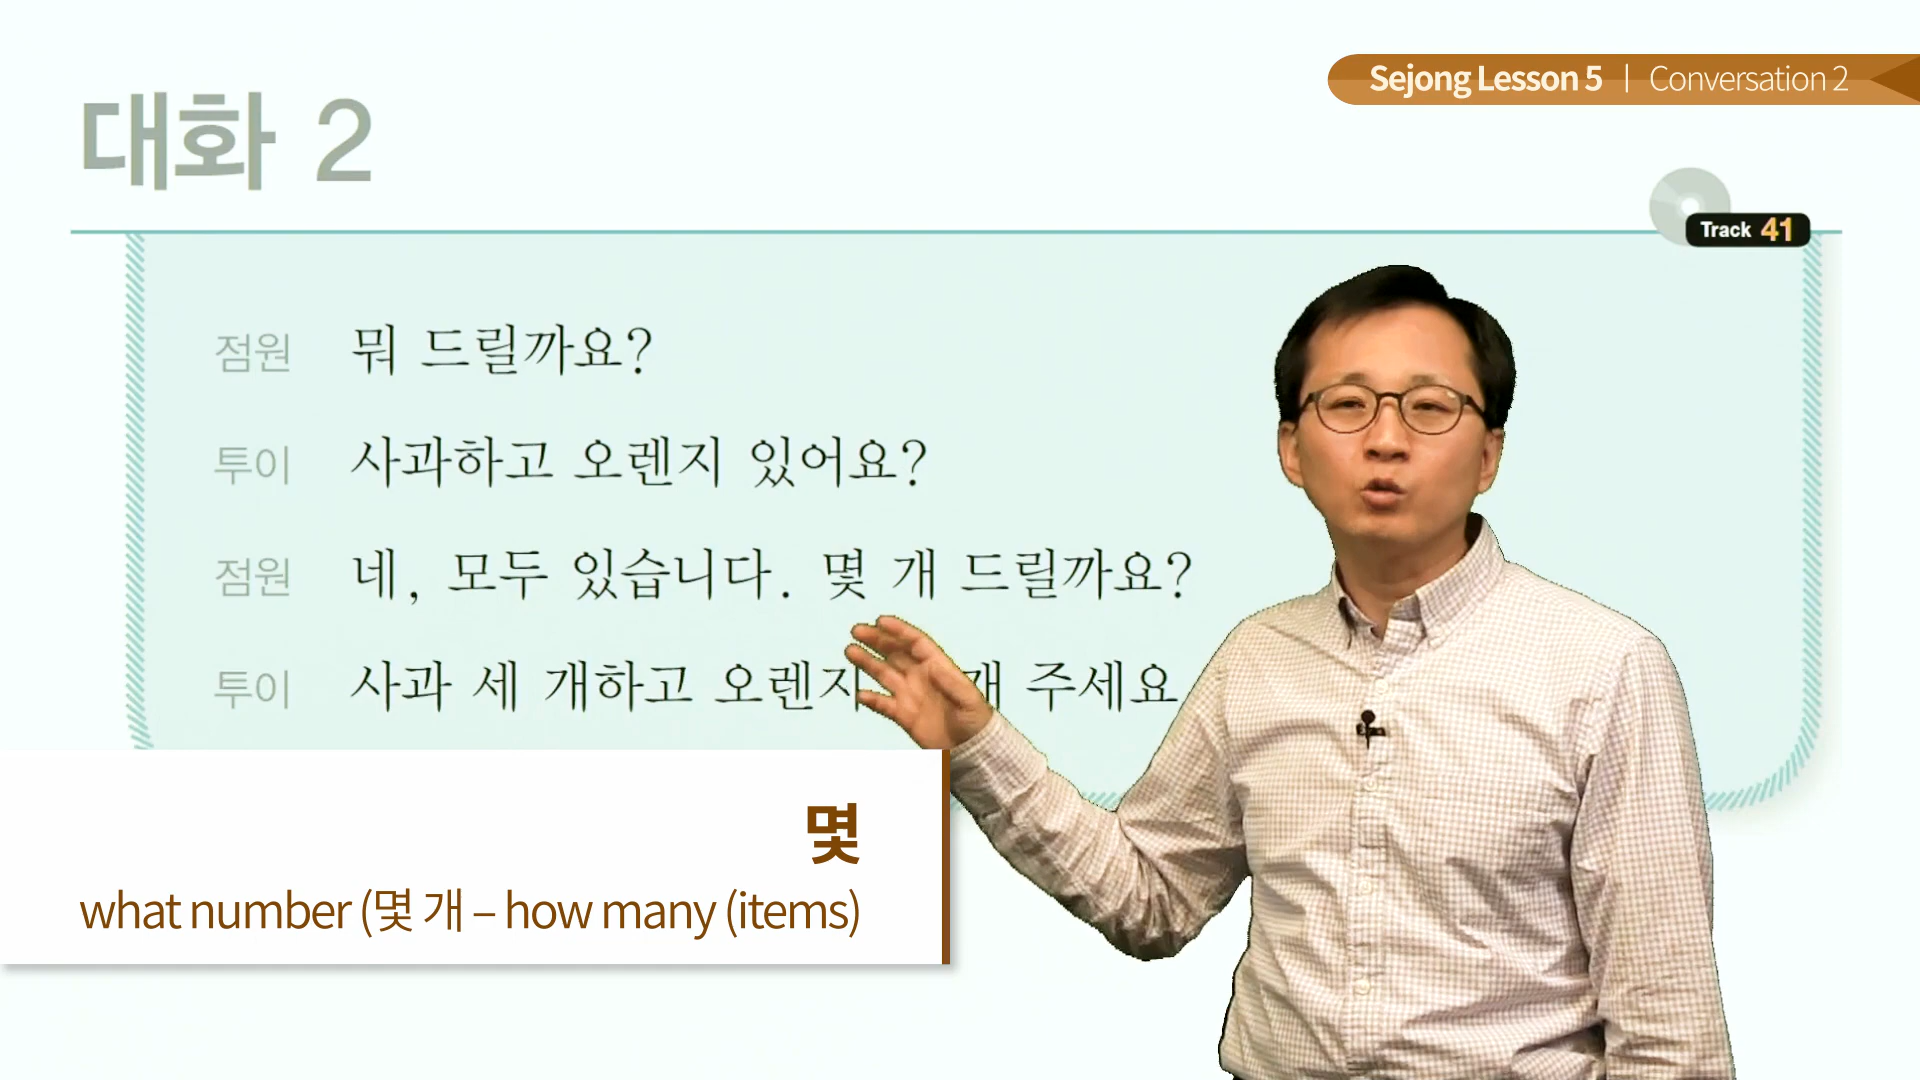 Sejong Lesson 5 | Conversation 2
대화 2
Track 41
점원 뭐 드릴까요?
투이 사과하고 오렌지 있어요?
점원 네, 모두 있습니다. 몇 개 드릴까요?
투이 사과 세 개하고 오렌지 개 주세요
몇
what number (몇 개 – how many (items)